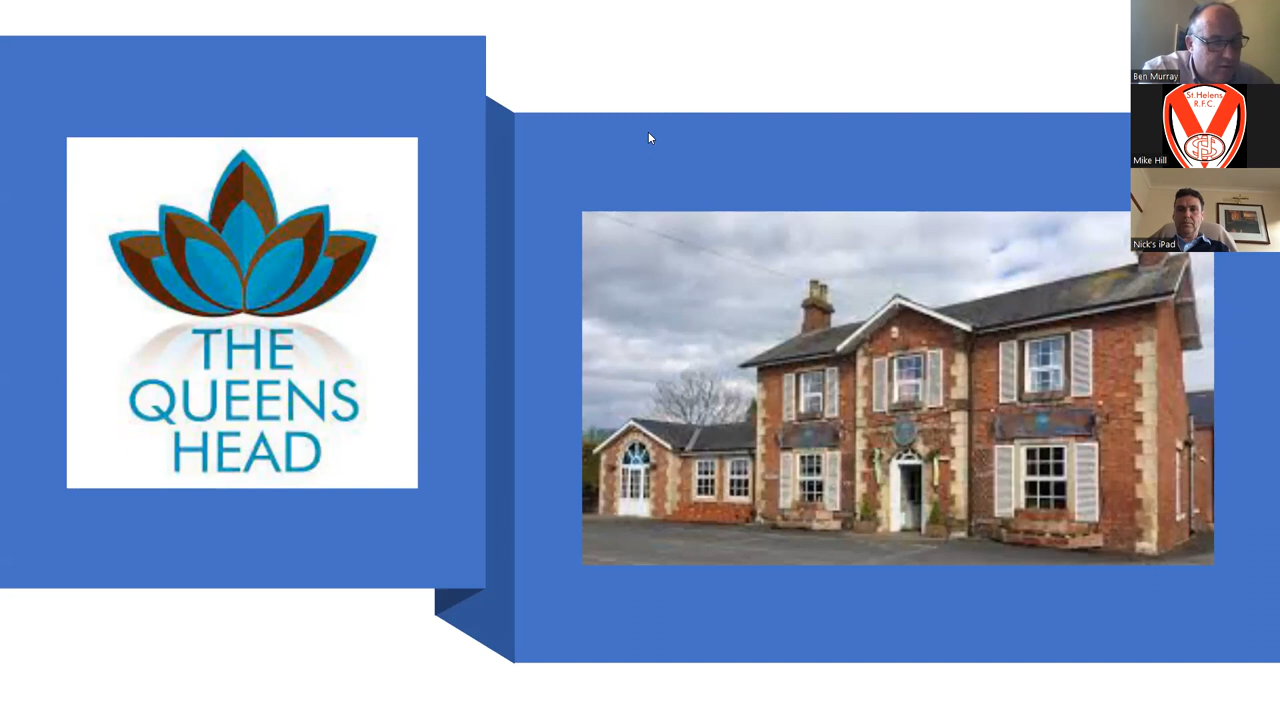 THE
QUEENS
HEAD
Ben Murray
St.Helens
R.F.C.
Mike Hill
Nick's iPad